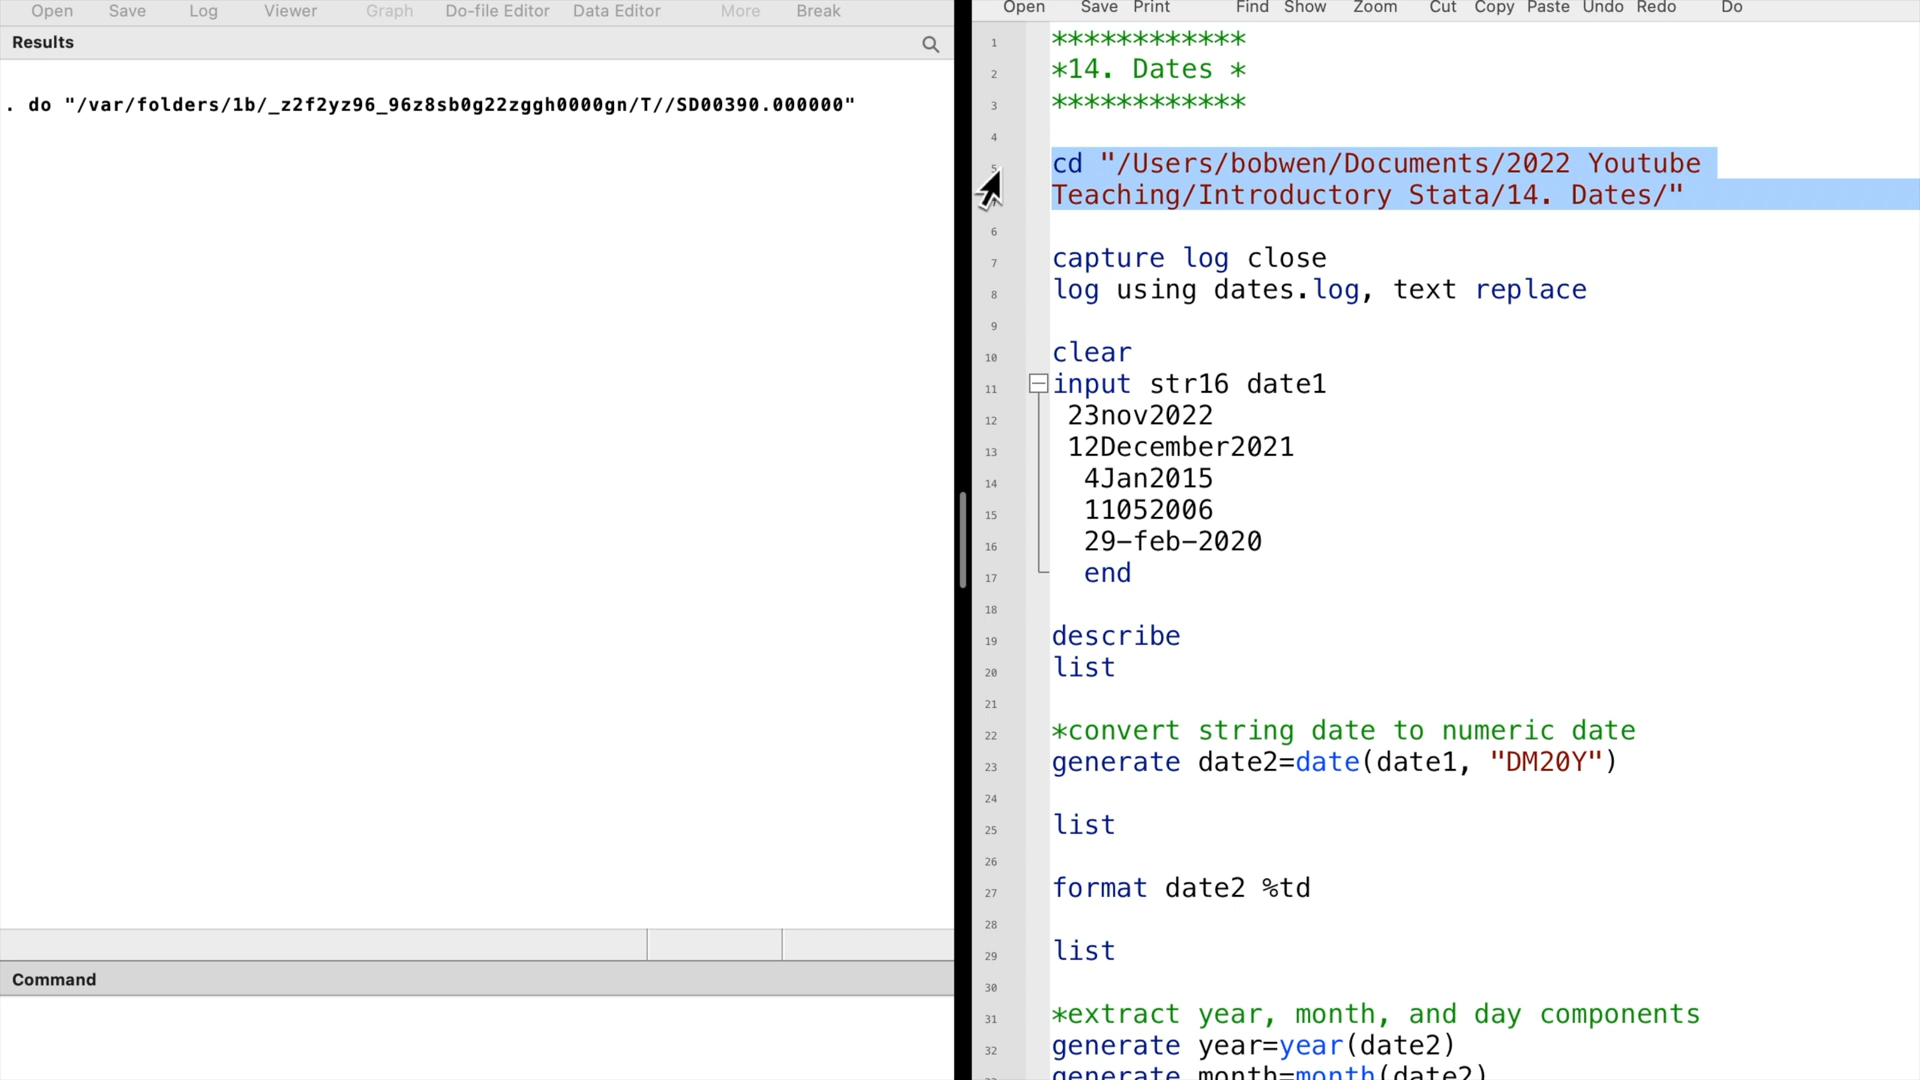 Open Save Log Viewer Graph Do-file Editor Data Editor More Break
Results
. do "/var/folders/1b/_z2f2yz96_96z8sb0g22zggh0000gn/T//SD00390.000000"
Command
Open Save Print Find Show Zoom Cut Copy Paste Undo Redo Do
1 ************
2 *14. Dates *
3 ************
4
5 cd "/Users/bobwen/Documents/2022 Youtube
Teaching/Introductory Stata/14. Dates/"
6
7 capture log close
8 log using dates.log, text replace
9
10 clear
11 input str16 date1
12 23nov2022
13 12December2021
14 4Jan2015
15 11052006
16 29-feb-2020
17 end
18
19 describe
20 list
21
22 *convert string date to numeric date
23 generate date2=date(date1, "DM20Y")
24
25 list
26
27 format date2 %td
28
29 list
30
31 *extract year, month, and day components
32 generate year=year(date2)
generate month=month(date2)